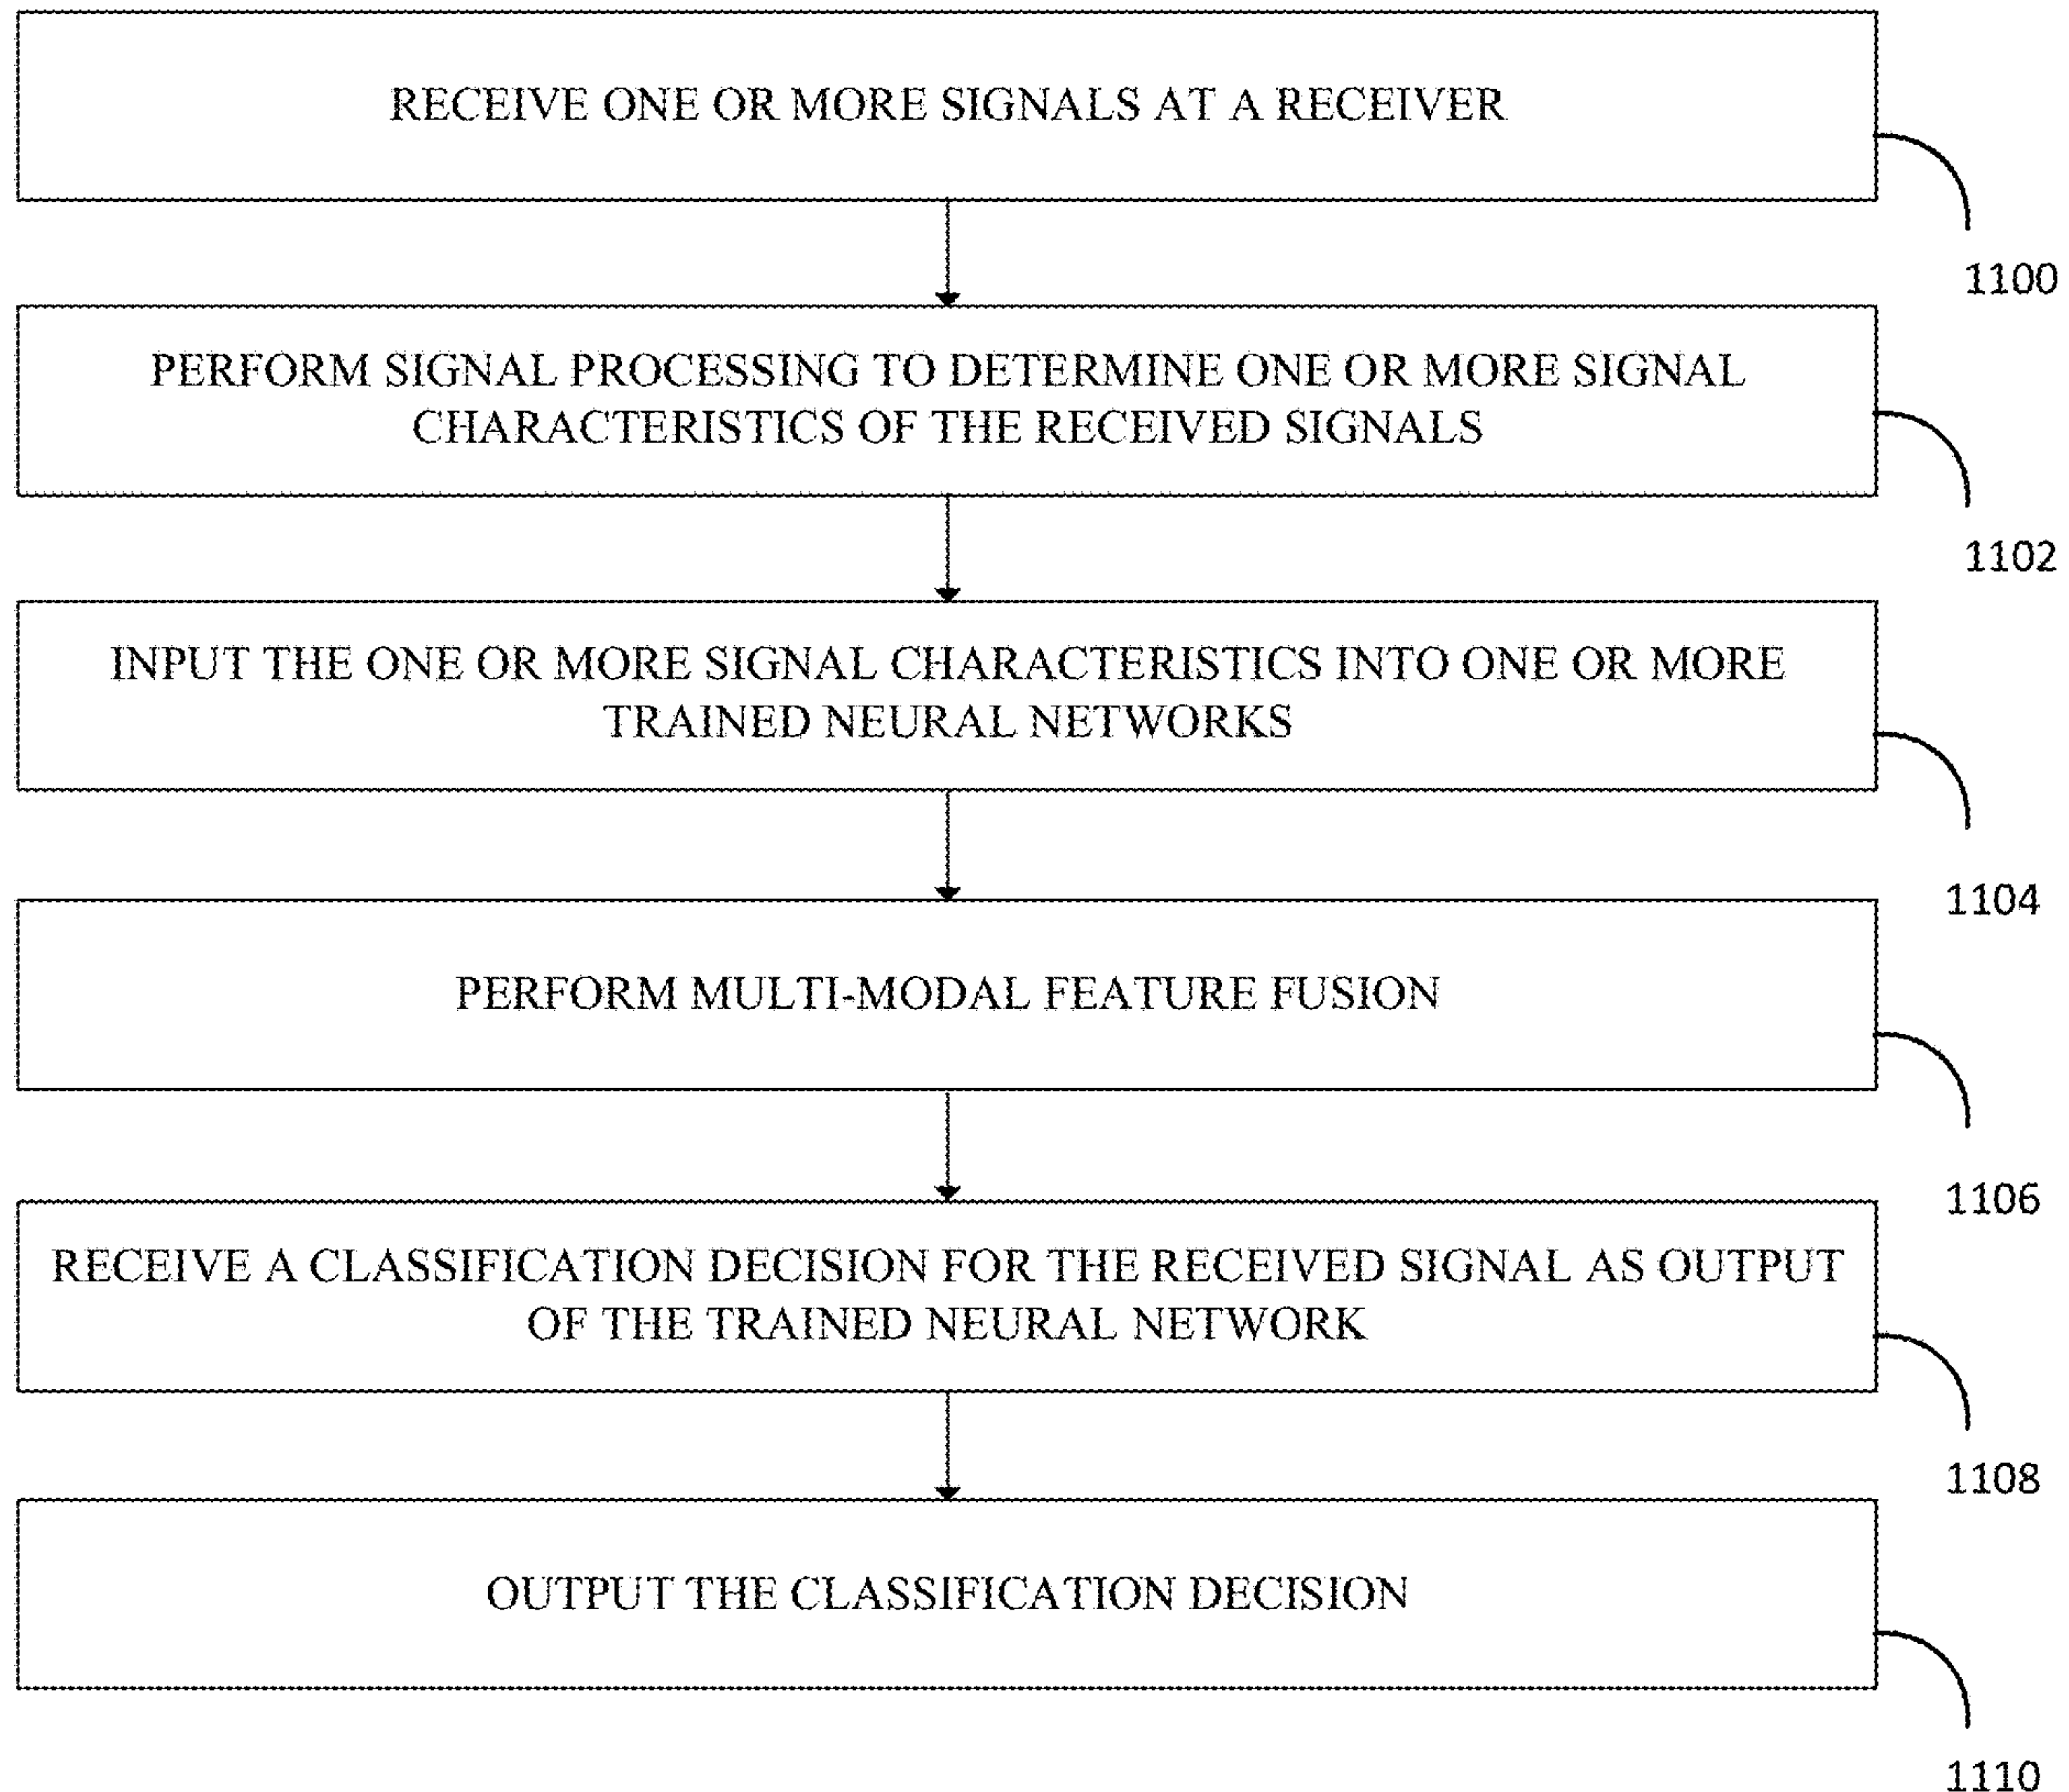 RECEIVE ONE OR MORE SIGNALS AT A RECEIVER
1100
PERFORM SIGNAL PROCESSING TO DETERMINE ONE OR MORE SIGNAL
CHARACTERISTICS OF THE RECEIVED SIGNALS
1102
INPUT THE ONE OR MORE SIGNAL CHARACTERISTICS INTO ONE OR MORE
TRAINED NEURAL NETWORKS
1104
PERFORM MULTI-MODAL FEATURE FUSION
1106
RECEIVE A CLASSIFICATION DECISION FOR THE RECEIVED SIGNAL AS OUTPUT
OF THE TRAINED NEURAL NETWORK
1108
OUTPUT THE CLASSIFICATION DECISION
1110